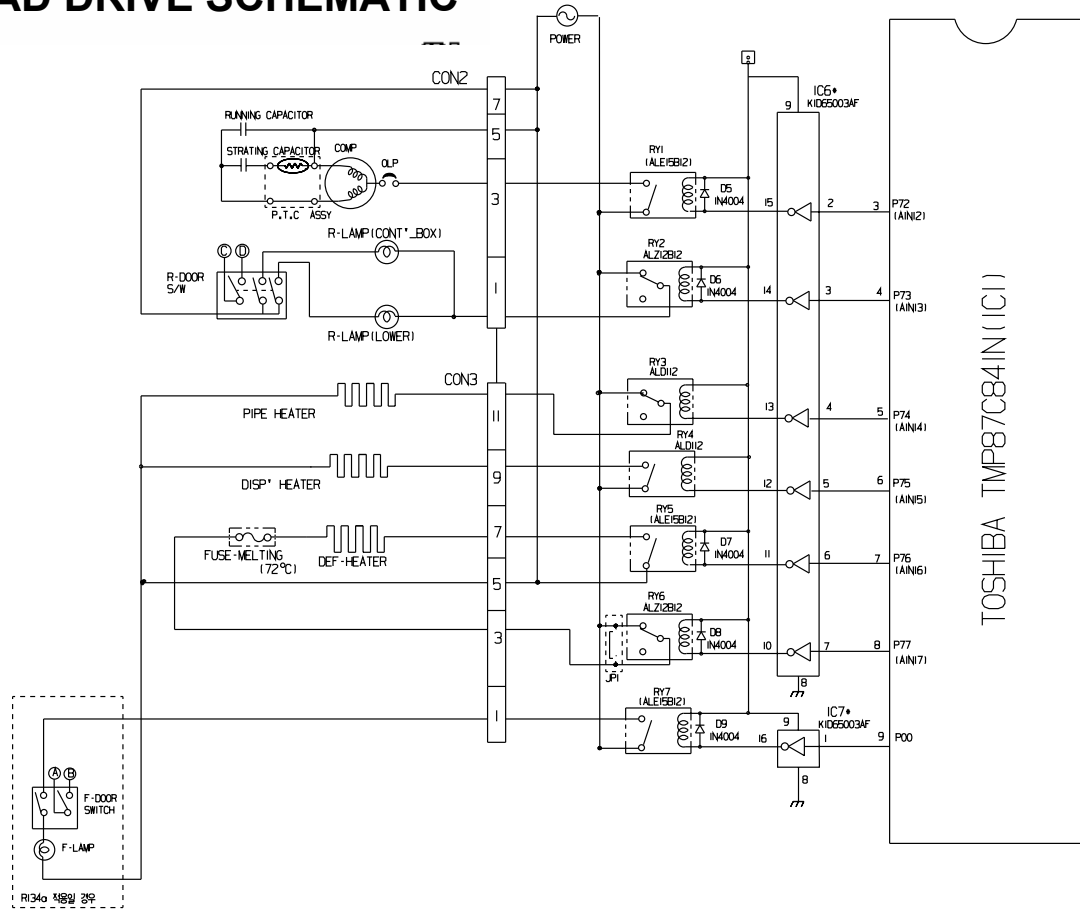 AD DRIVE SCHEMATIC
POWER
CON2
7
5
3
1
RUNNING CAPACITOR
STRATING CAPACITOR
COMP
OLP
P.T.C ASSY
R-LAMP(CONT'_BOX)
C D
R-DOOR
S/W
R-LAMP(LOWER)
CON3
11
9
7
5
3
1
PIPE HEATER
DISP' HEATER
FUSE-MELTING
(72°C)
DEF-HEATER
A B
F-DOOR
SWITCH
F-LAMP
R134a 적용일 경우
RY1
(ALE15B12)
D5
IN4004
RY2
ALZ12B12
D6
IN4004
RY3
ALD112
RY4
ALD112
RY5
(ALE15B12)
D7
IN4004
RY6
ALZ12B12
D8
IN4004
JP1
RY7
(ALE15B12)
D9
IN4004
IC6*
KID65003AF
9
15 2 3 P72
(AIN12)
14 3 4 P73
(AIN13)
13 4 5 P74
(AIN14)
12 5 6 P75
(AIN15)
11 6 7 P76
(AIN16)
10 7 8 P77
(AIN17)
8
IC7*
KID65003AF
9
16 1 9 P00
8
TOSHIBA TMP87C841N(IC1)